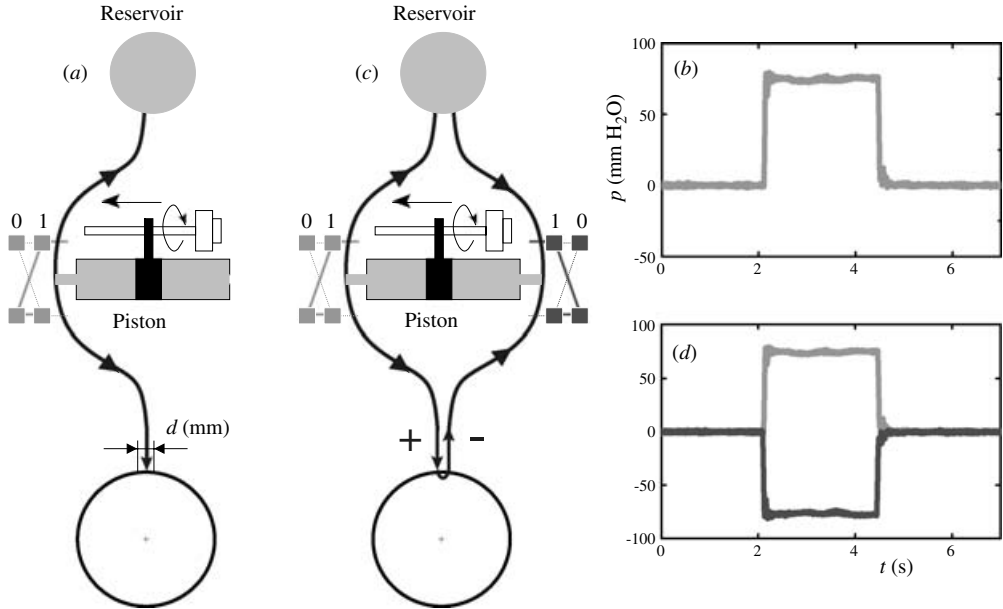 Reservoir
(a)
0 1
Piston
d (mm)
Reservoir
(c)
0 1
1 0
Piston
+ -
(b)
100
50
0
-50
p (mm H₂O)
0 2 4 6
(d)
100
50
0
-50
-100
0 2 4 6
t (s)